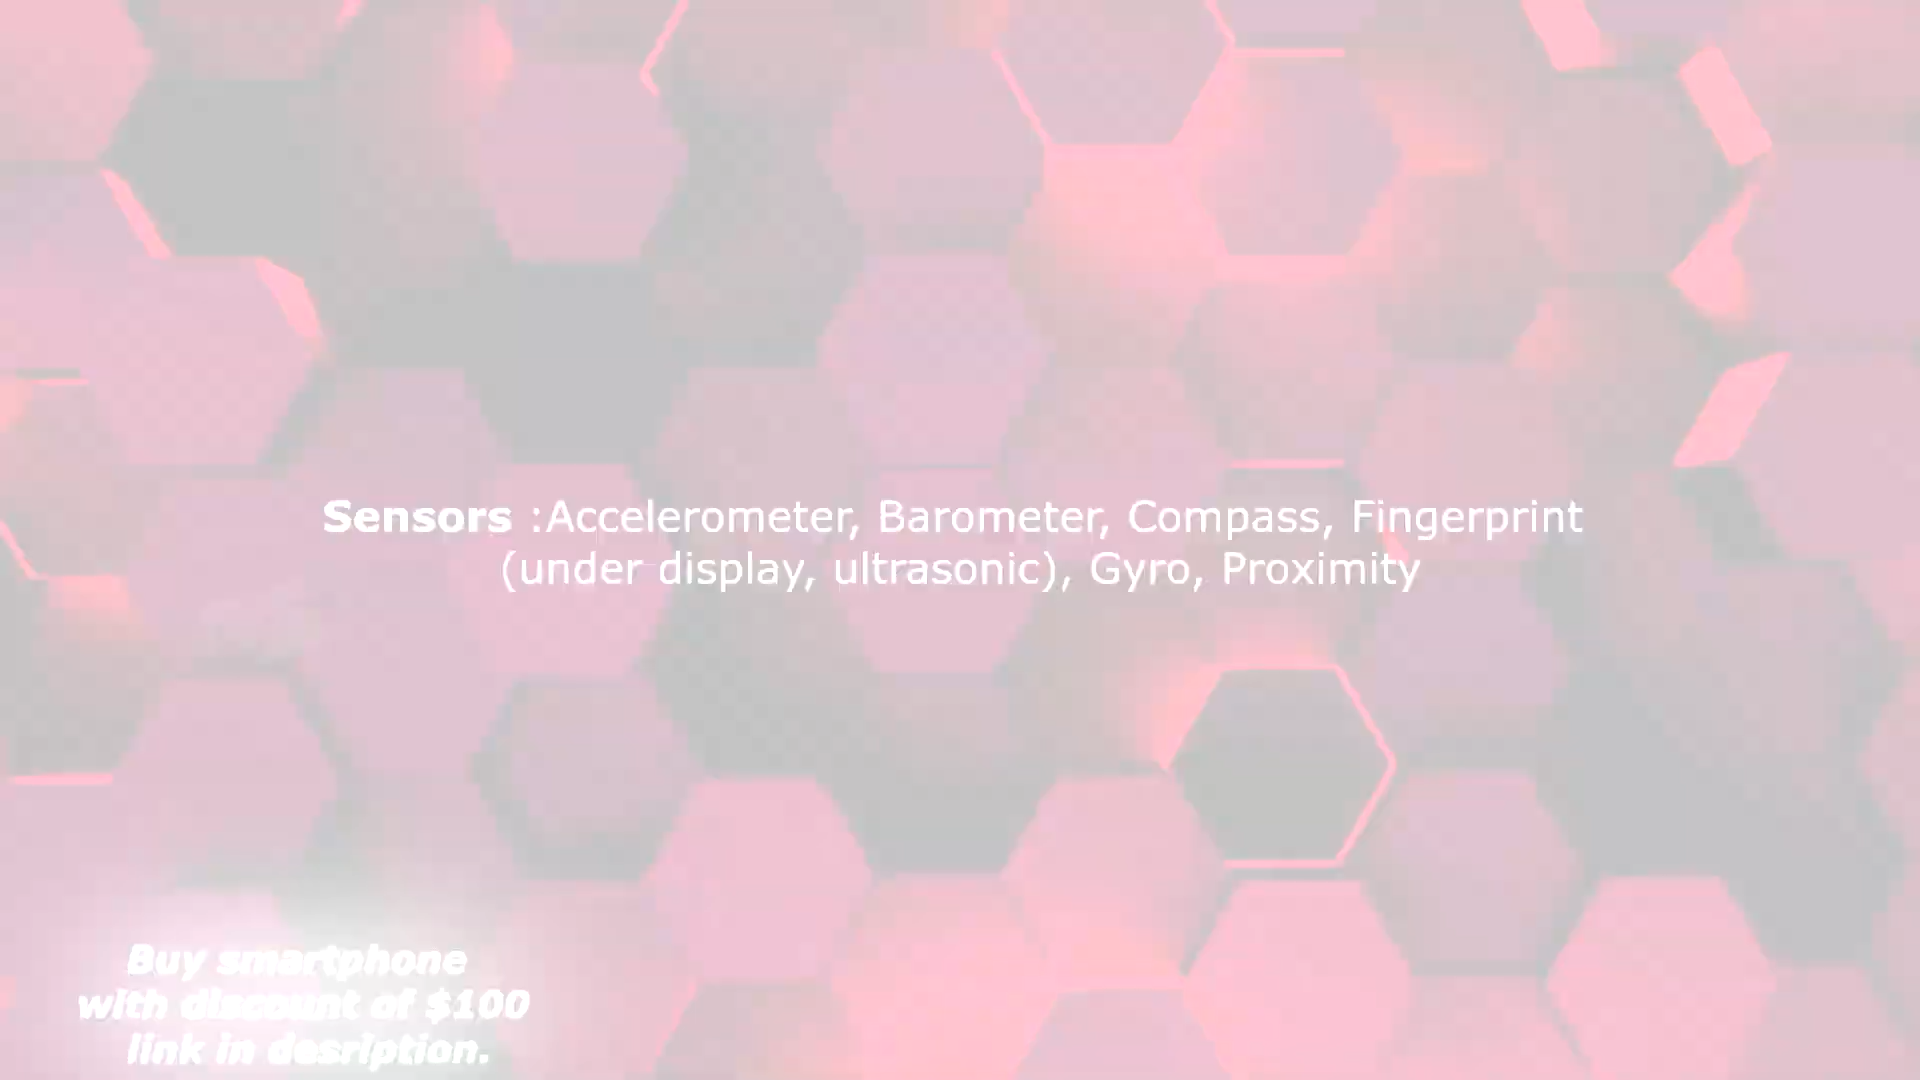 Sensors :Accelerometer, Barometer, Compass, Fingerprint
(under display, ultrasonic), Gyro, Proximity
Buy smartphone
with discount of $100
link in desription.